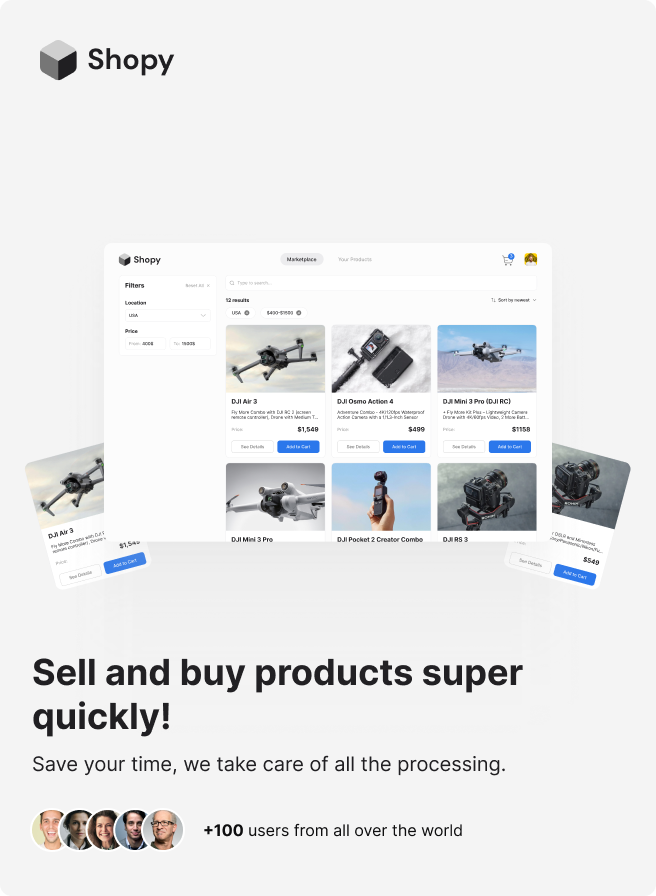 Shopy
Shopy
Marketplace
Your Products
Filters
Reset All
Location
USA
Price
From: 400$
To: 1500$
Type to search...
12 results
Sort by newest
USA
$400-$1500
DJI Air 3
Fly More Combo with DJI RC 2 (screen
remote controller), Drone with Medium T...
Price:
$1,549
See Details
Add to Cart
DJI Osmo Action 4
Adventure Combo - 4K/120fps Waterproof
Action Camera with a 1/1.3-Inch Sensor
Price:
$499
See Details
Add to Cart
DJI Mini 3 Pro (DJI RC)
+ Fly More Kit Plus – Lightweight Camera
Drone with 4K/60fps Video, 2 More Batt...
Price:
$1158
See Details
Add to Cart
DJI Mini 3 Pro
DJI Pocket 2 Creator Combo
DJI RS 3
DJI Air 3
Fly More Combo with DJI
remote controller), Drone
Price:
$1,549
See Details
Add to Cart
DSLR and Mirrorless
$549
See Details
Add to Cart
Sell and buy products super
quickly!
Save your time, we take care of all the processing.
+100 users from all over the world